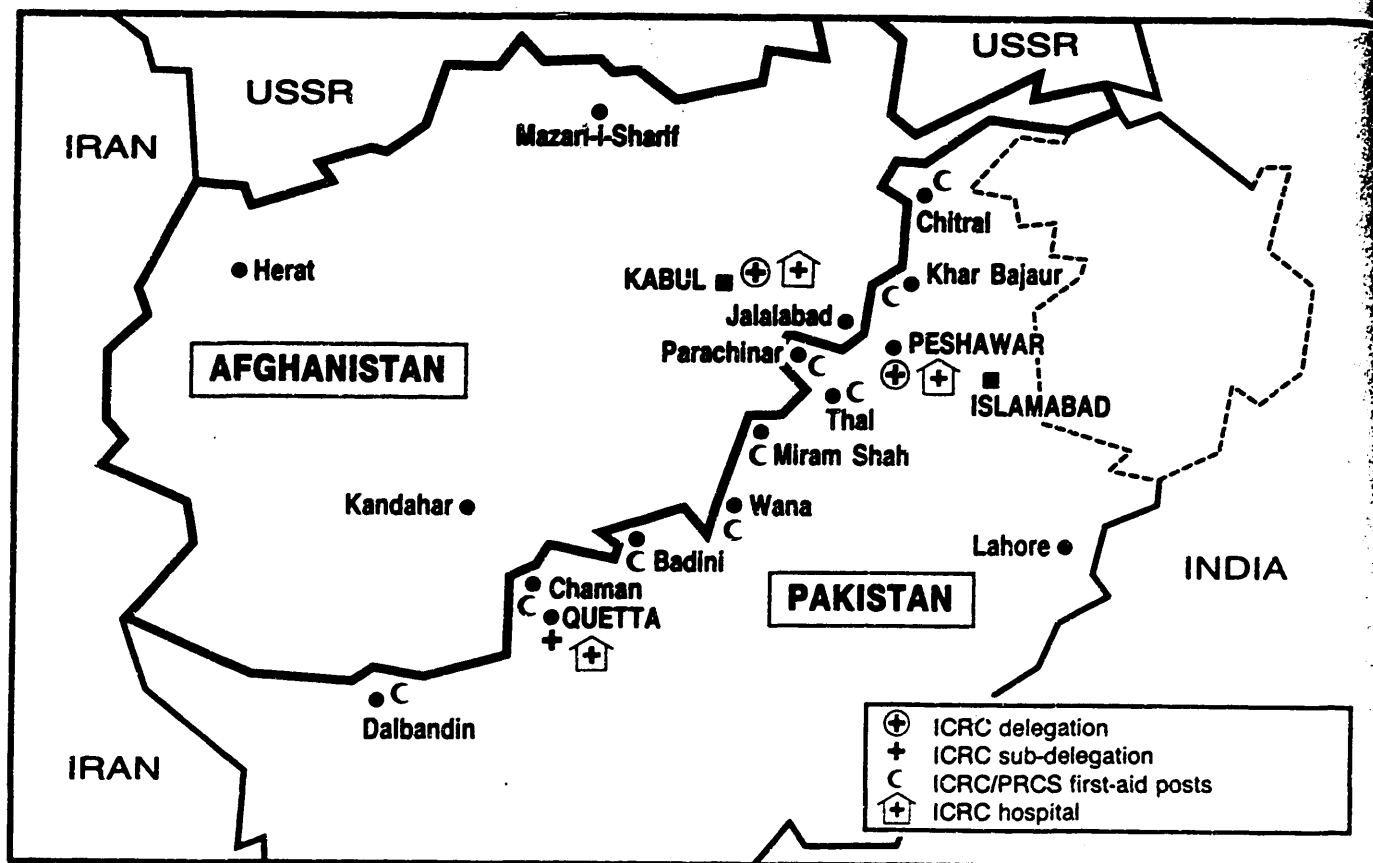 USSR
USSR
IRAN
Mazari-i-Sharif
Chitral
Herat
KABUL
Khar Bajaur
Jalalabad
Parachinar
PESHAWAR
AFGHANISTAN
ISLAMABAD
Thal
Miram Shah
Kandahar
Wana
Lahore
Badini
INDIA
Chaman
PAKISTAN
QUETTA
Dalbandin
IRAN
ICRC delegation
ICRC sub-delegation
ICRC/PRCS first-aid posts
ICRC hospital